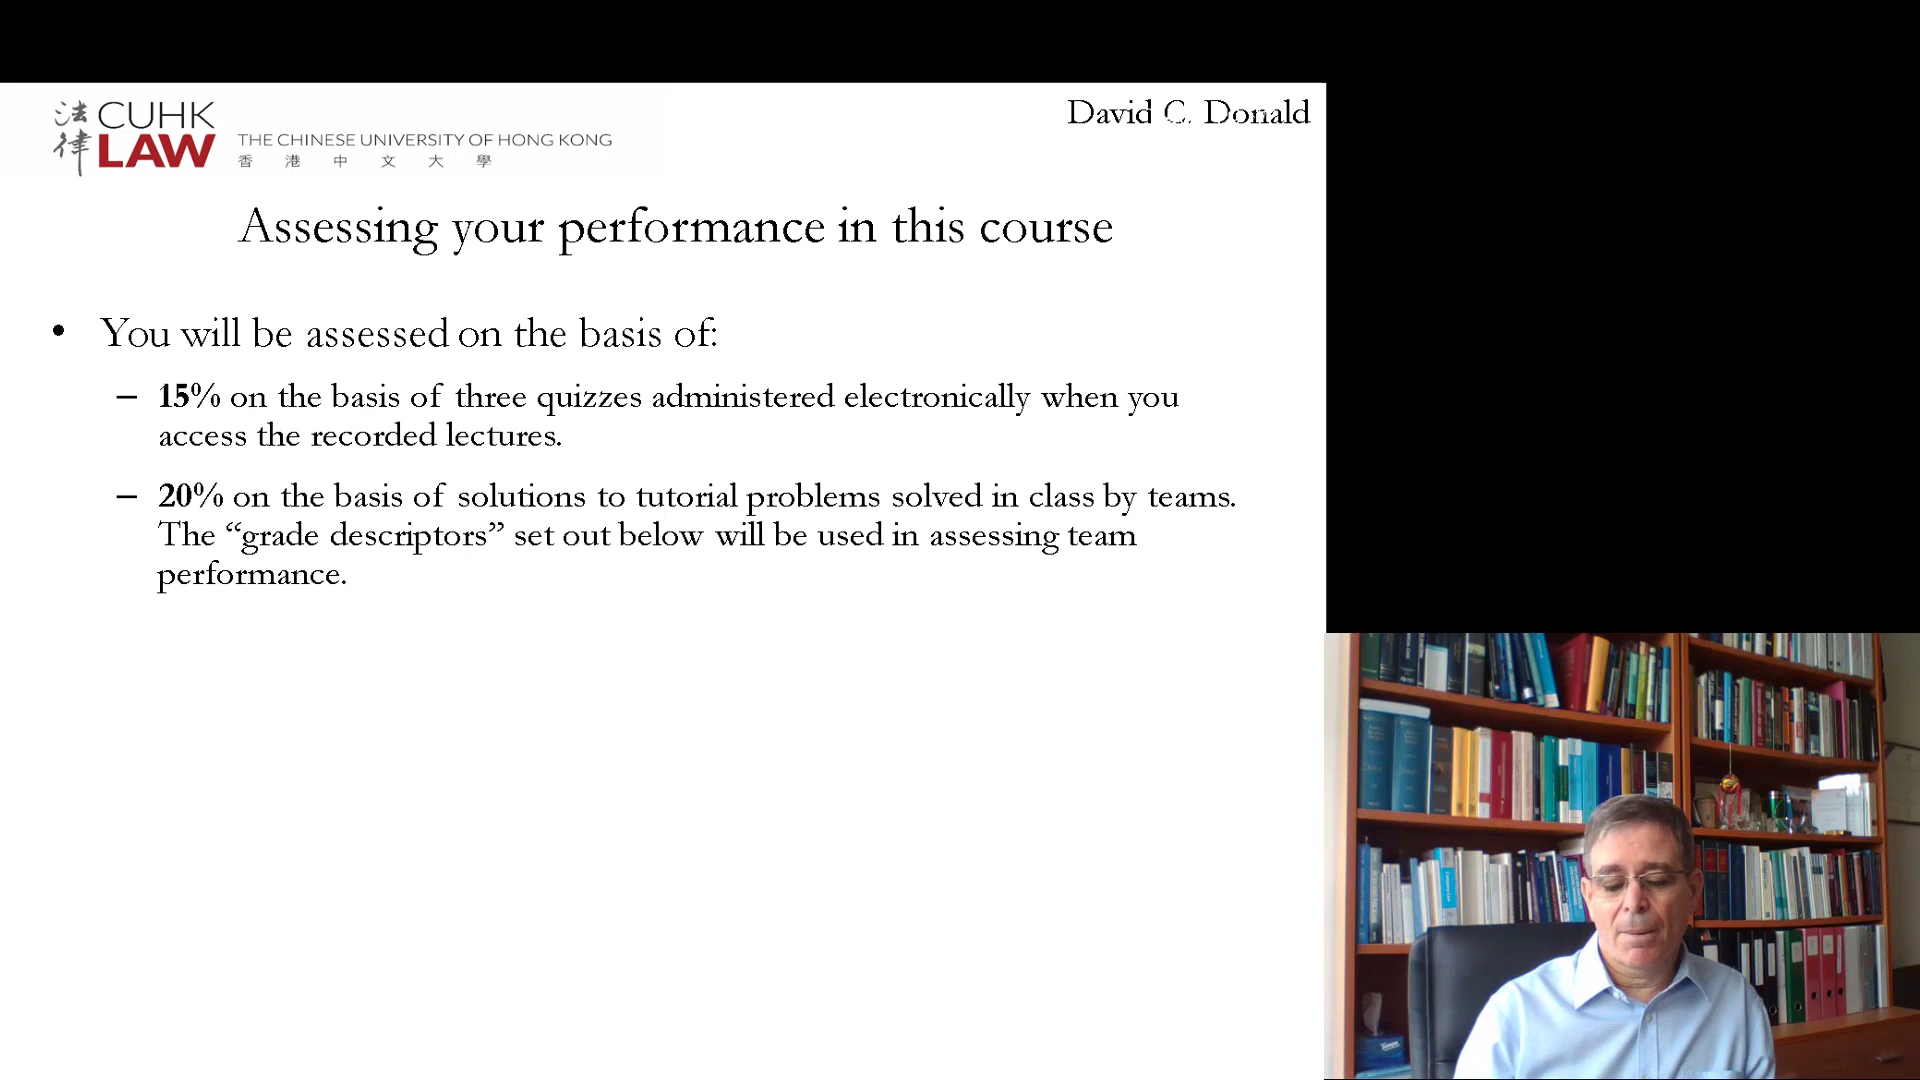 法律
CUHK
LAW
THE CHINESE UNIVERSITY OF HONG KONG
香港中文大學
David C. Donald
Assessing your performance in this course
• You will be assessed on the basis of:
– 15% on the basis of three quizzes administered electronically when you
access the recorded lectures.
– 20% on the basis of solutions to tutorial problems solved in class by teams.
The “grade descriptors” set out below will be used in assessing team
performance.